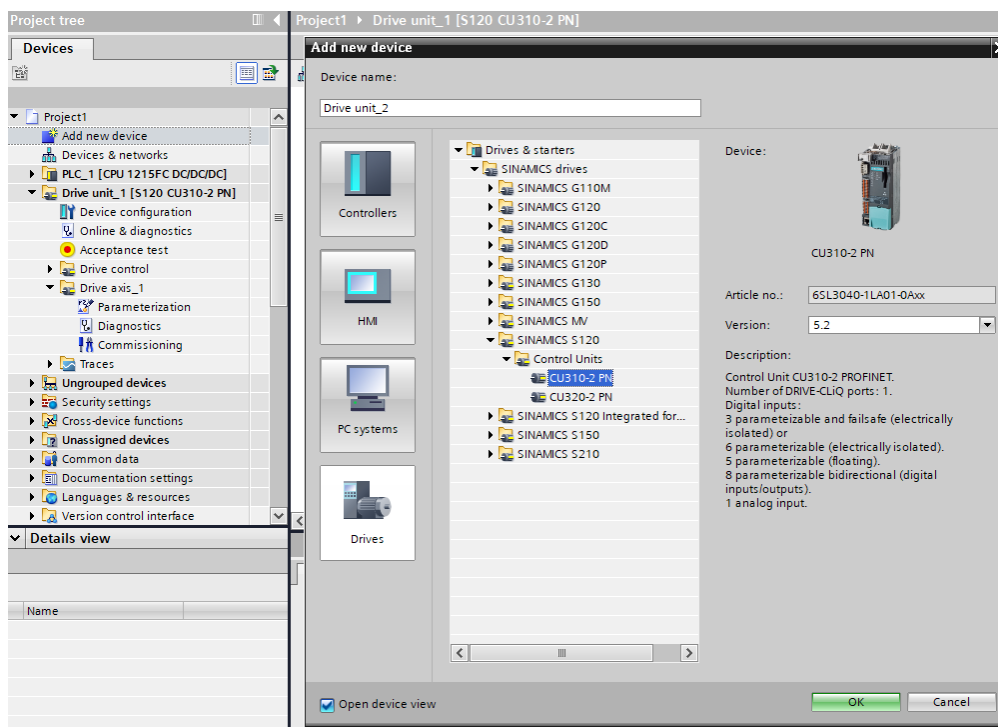 Project tree
Project1 Drive unit_1 [S120 CU310-2 PN]
Devices
Project1
Add new device
Devices & networks
PLC_1 [CPU 1215FC DC/DC/DC]
Drive unit_1 [S120 CU310-2 PN]
Device configuration
Online & diagnostics
Acceptance test
Drive control
Drive axis_1
Parameterization
Diagnostics
Commissioning
Traces
Ungrouped devices
Security settings
Cross-device functions
Unassigned devices
Common data
Documentation settings
Languages & resources
Version control interface
Details view
Name
Add new device
Device name:
Drive unit_2
Controllers
HMI
PC systems
Drives
Drives & starters
SINAMICS drives
SINAMICS G110M
SINAMICS G120
SINAMICS G120C
SINAMICS G120D
SINAMICS G120P
SINAMICS G130
SINAMICS G150
SINAMICS MV
SINAMICS S120
Control Units
CU310-2 PN
CU320-2 PN
SINAMICS S120 Integrated for...
SINAMICS S150
SINAMICS S210
Device:
CU310-2 PN
Article no.: 6SL3040-1LA01-0Axx
Version: 5.2
Description:
Control Unit CU310-2 PROFINET.
Number of DRIVE-CLiQ ports: 1.
Digital inputs:
3 parameteizable and failsafe (electrically
isolated) or
6 parameterizable (electrically isolated).
5 parameterizable (floating).
8 parameterizable bidirectional (digital
inputs/outputs).
1 analog input.
Open device view
OK
Cancel